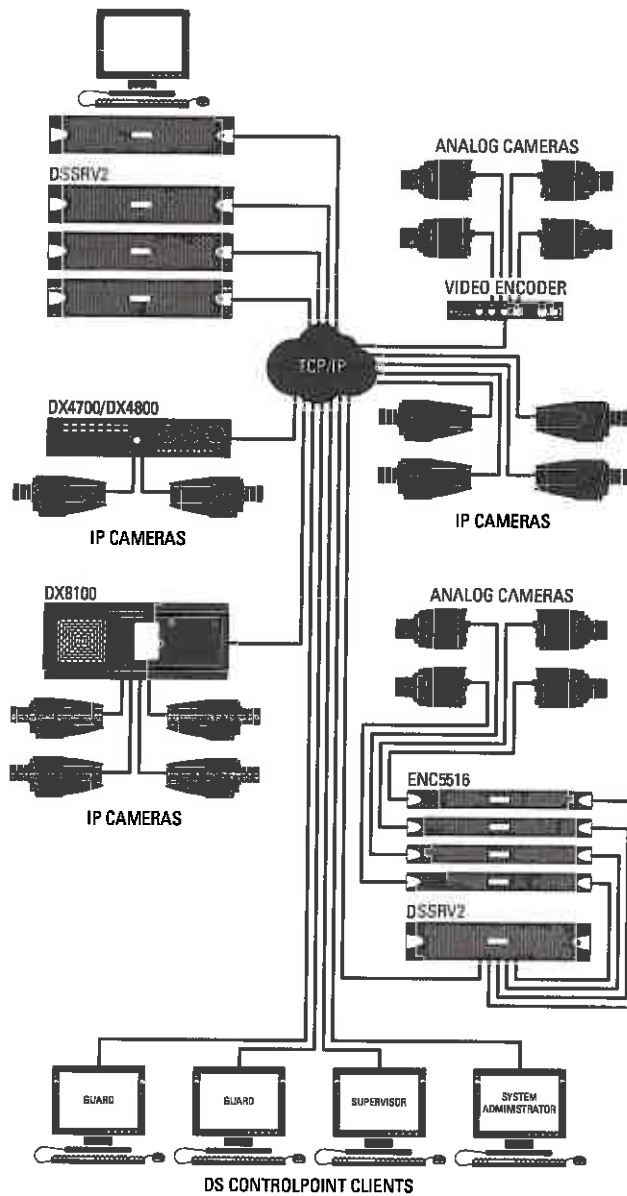 DSSRV2
ANALOG CAMERAS
VIDEO ENCODER
TCP/IP
DX4700/DX4800
IP CAMERAS
IP CAMERAS
DX8100
IP CAMERAS
ANALOG CAMERAS
ENC5516
DSSRV2
GUARD
GUARD
SUPERVISOR
SYSTEM
ADMINISTRATOR
DS CONTROLPOINT CLIENTS